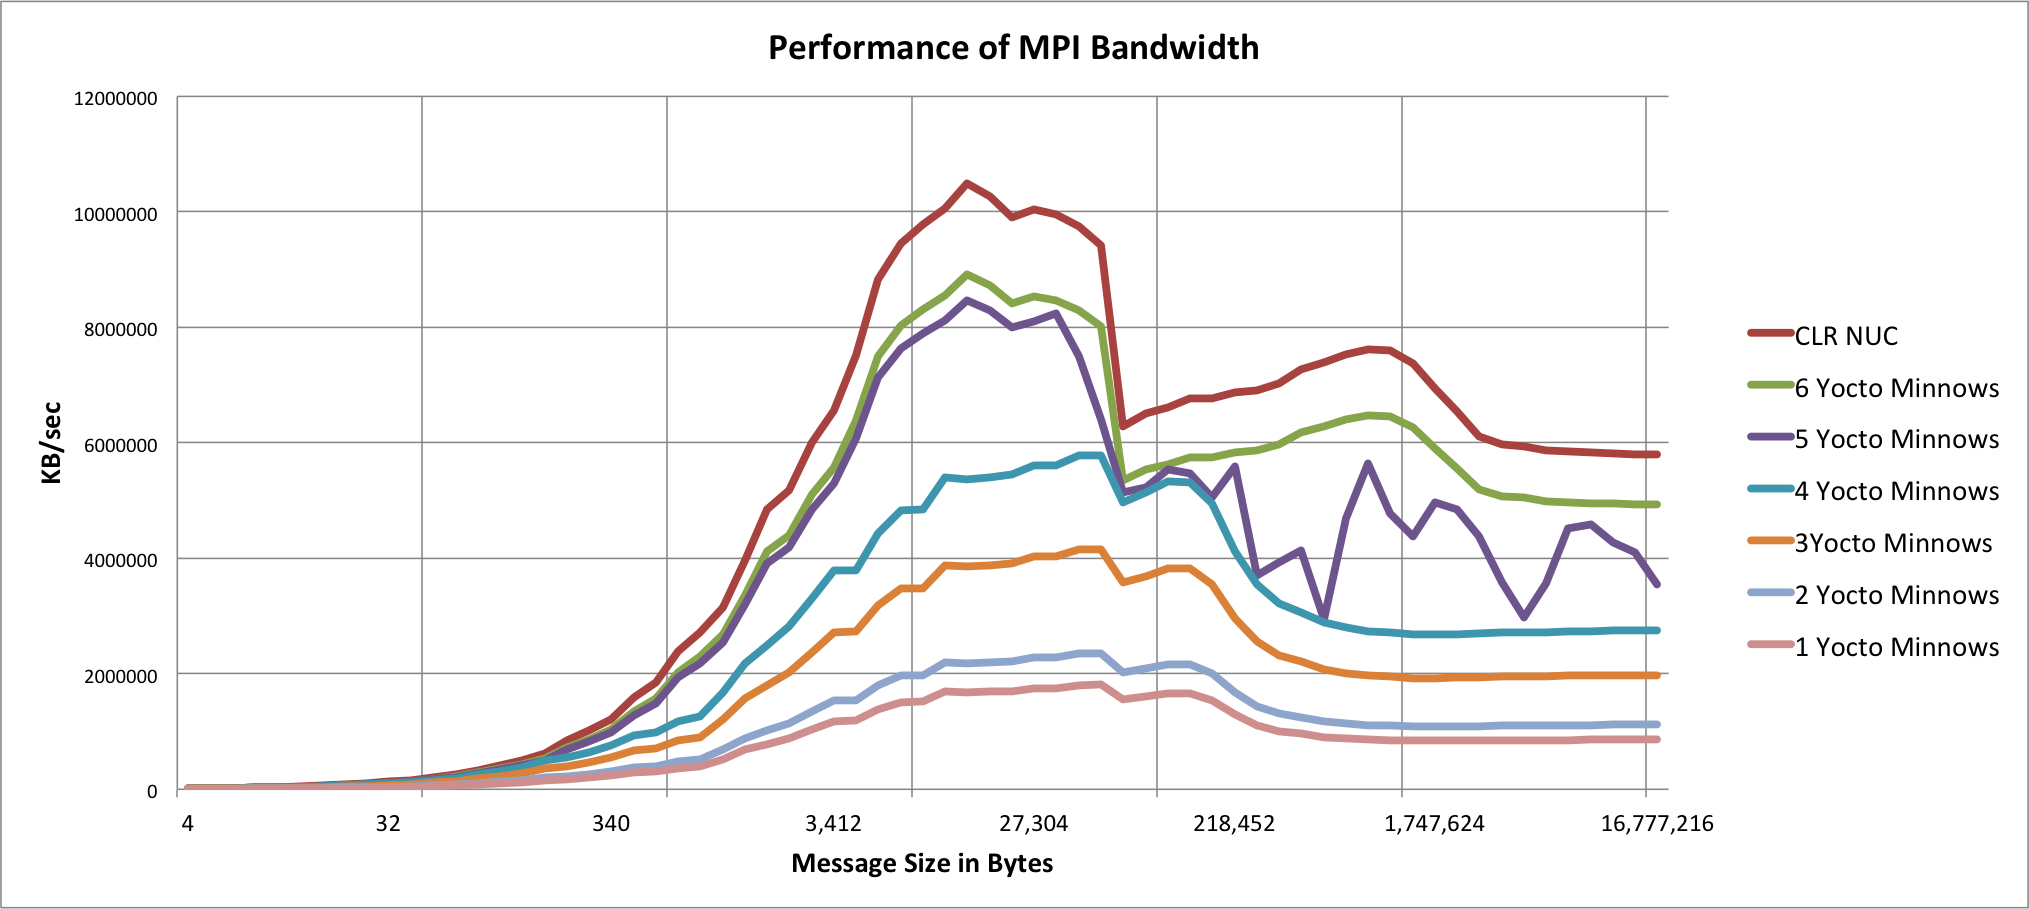 Performance of MPI Bandwidth
12000000
10000000
8000000
6000000
4000000
2000000
0
KB/sec
4 32 340 3,412 27,304 218,452 1,747,624 16,777,216
Message Size in Bytes
CLR NUC
6 Yocto Minnows
5 Yocto Minnows
4 Yocto Minnows
3Yocto Minnows
2 Yocto Minnows
1 Yocto Minnows